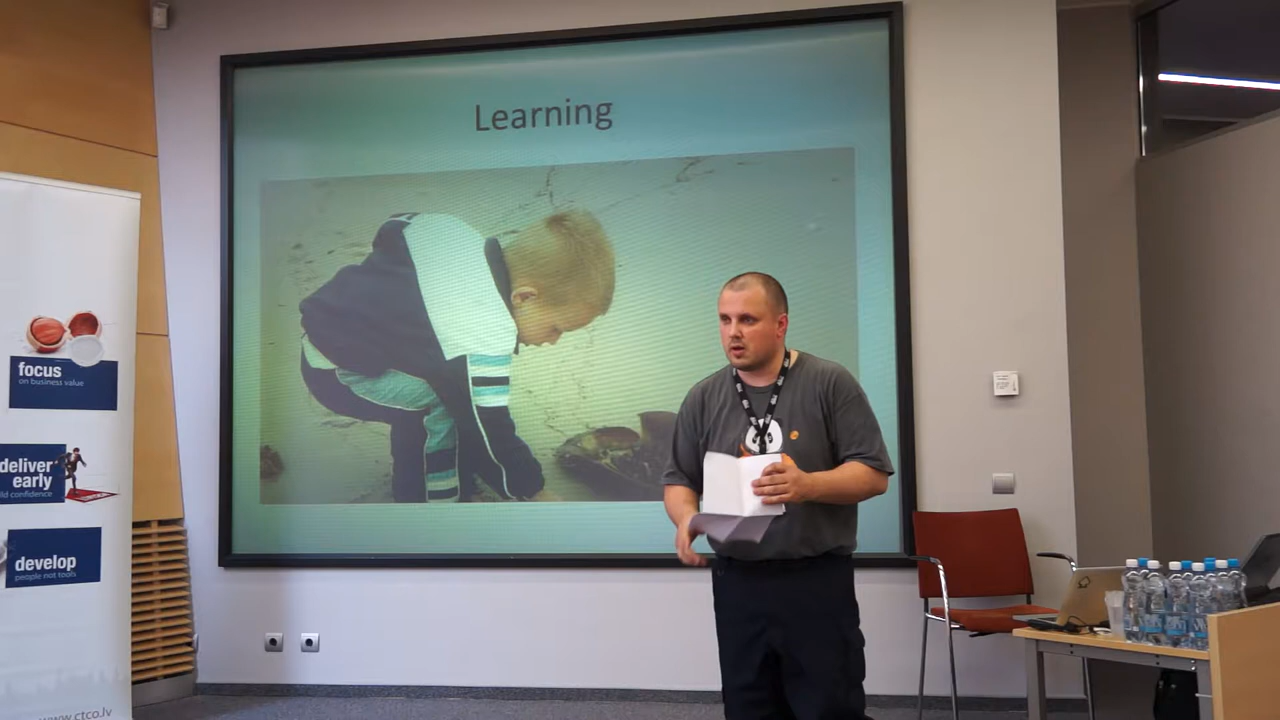 Learning
focus
on business value
deliver
early
develop
people not tools
www.ctco.lv